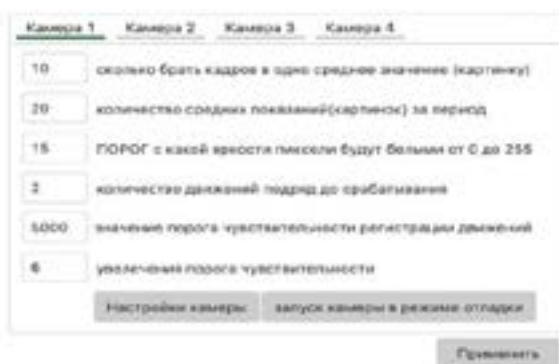 Камера 1 Камера 2 Камера 3 Камера 4
10 сколько брать кадров в одно среднее значение (картинку)
20 количество средних показаний(картинок) за период
15 ПОРОГ с какой яркости пиксели будут белыми от 0 до 255
2 количество движений подряд до срабатывания
5000 значение порога чувствительности регистрации движений
6 увеличения порога чувствительности
Настройки камеры запуск камеры в режиме отладки
Применить